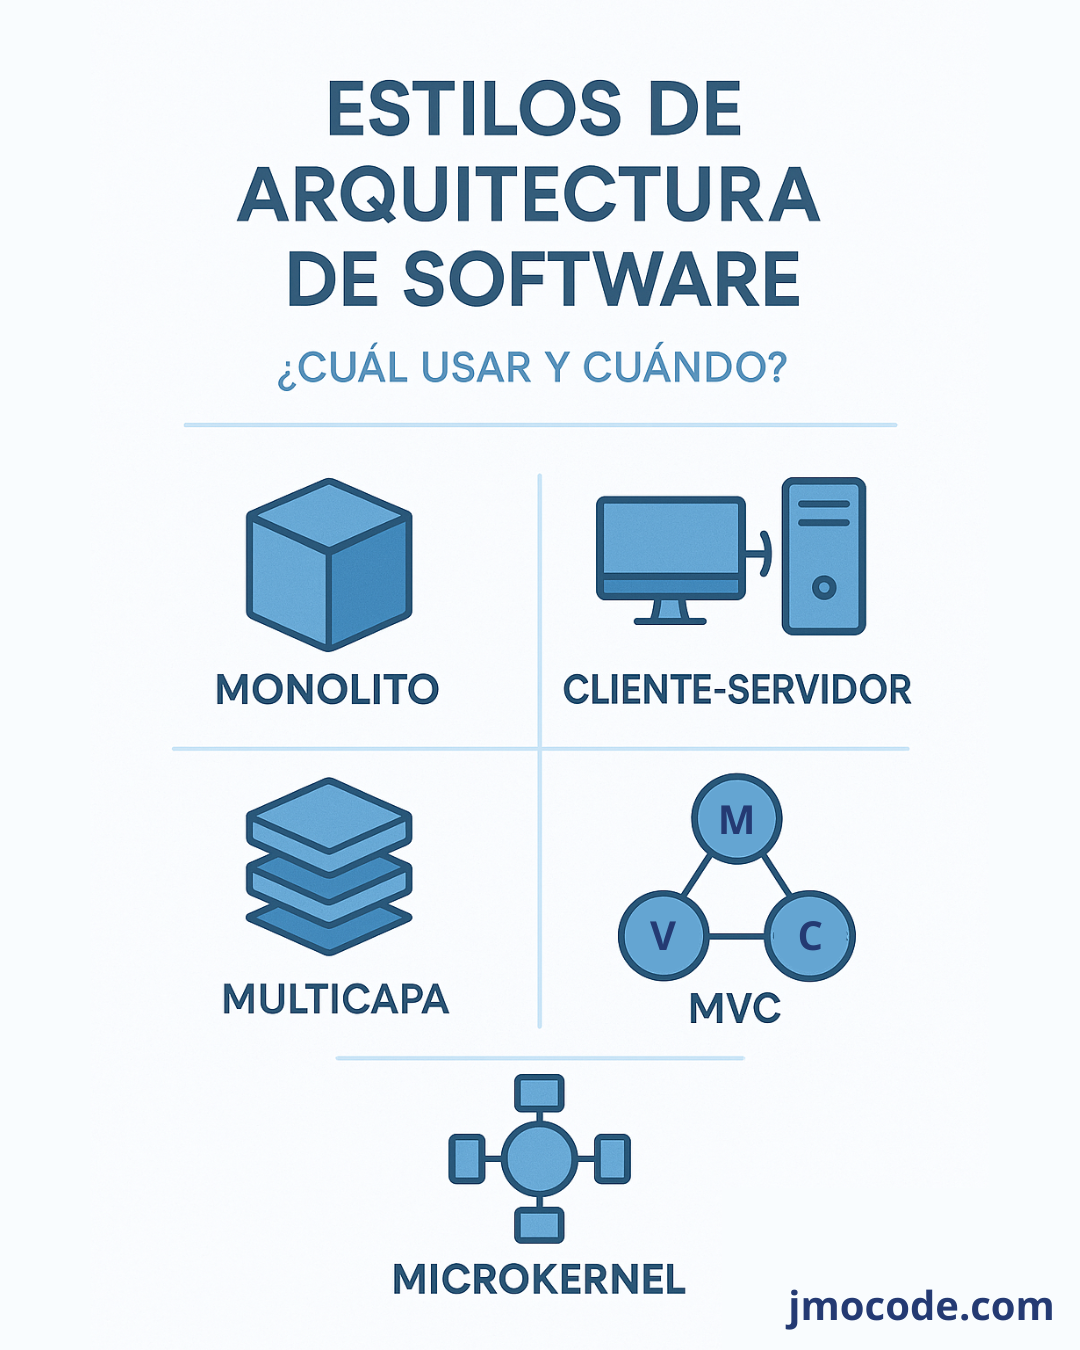 ESTILOS DE
ARQUITECTURA
DE SOFTWARE
¿CUÁL USAR Y CUÁNDO?
MONOLITO
CLIENTE-SERVIDOR
MULTICAPA
M
V
C
MVC
MICROKERNEL
jmocode.com